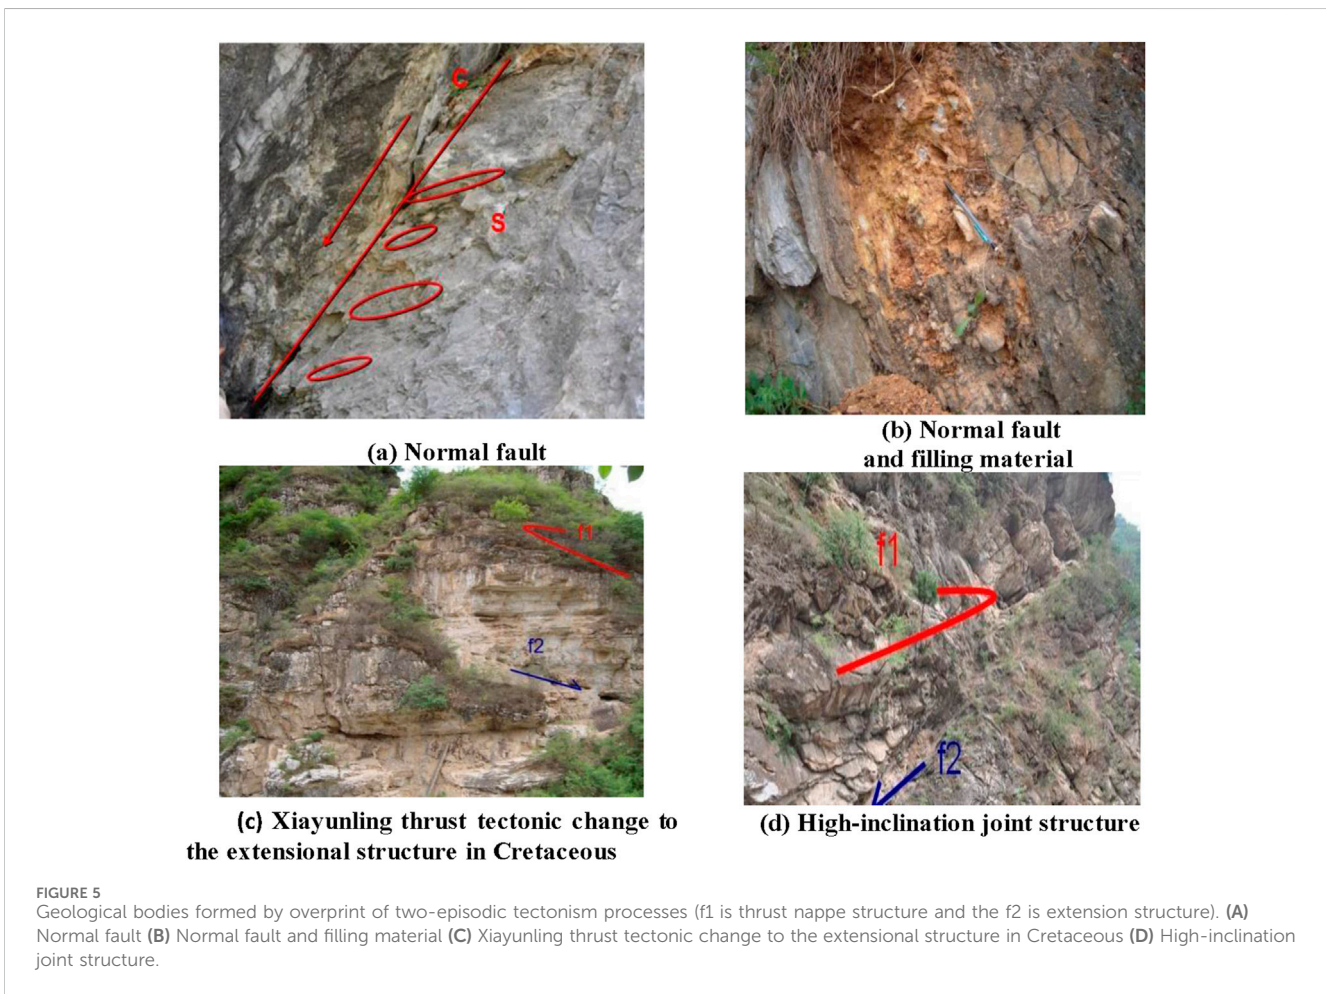 C
S
(a) Normal fault
(b) Normal fault
and filling material
f1
f2
(c) Xiayunling thrust tectonic change to
the extensional structure in Cretaceous
f1
f2
(d) High-inclination joint structure
FIGURE 5
Geological bodies formed by overprint of two-episodic tectonism processes (f1 is thrust nappe structure and the f2 is extension structure). (A)
Normal fault (B) Normal fault and filling material (C) Xiayunling thrust tectonic change to the extensional structure in Cretaceous (D) High-inclination
joint structure.